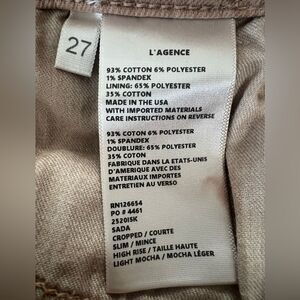 27
L'AGENCE
93% COTTON 6% POLYESTER
1% SPANDEX
LINING: 65% POLYESTER
35% COTTON
MADE IN THE USA
WITH IMPORTED MATERIALS
CARE INSTRUCTIONS ON REVERSE
93% COTON 6% POLYESTER
1% SPANDEX
DOUBLURE: 65% POLYESTER
35% COTON
FABRIQUE DANS LA ETATS-UNIS
D'AMERIQUE AVEC DES
MATERIAUX IMPORTES
ENTRETIEN AU VERSO
RN126654
PO # 4461
2520ISK
SADA
CROPPED / COURTE
SLIM / MINCE
HIGH RISE / TAILLE HAUTE
LIGHT MOCHA / MOCHA LÉGER